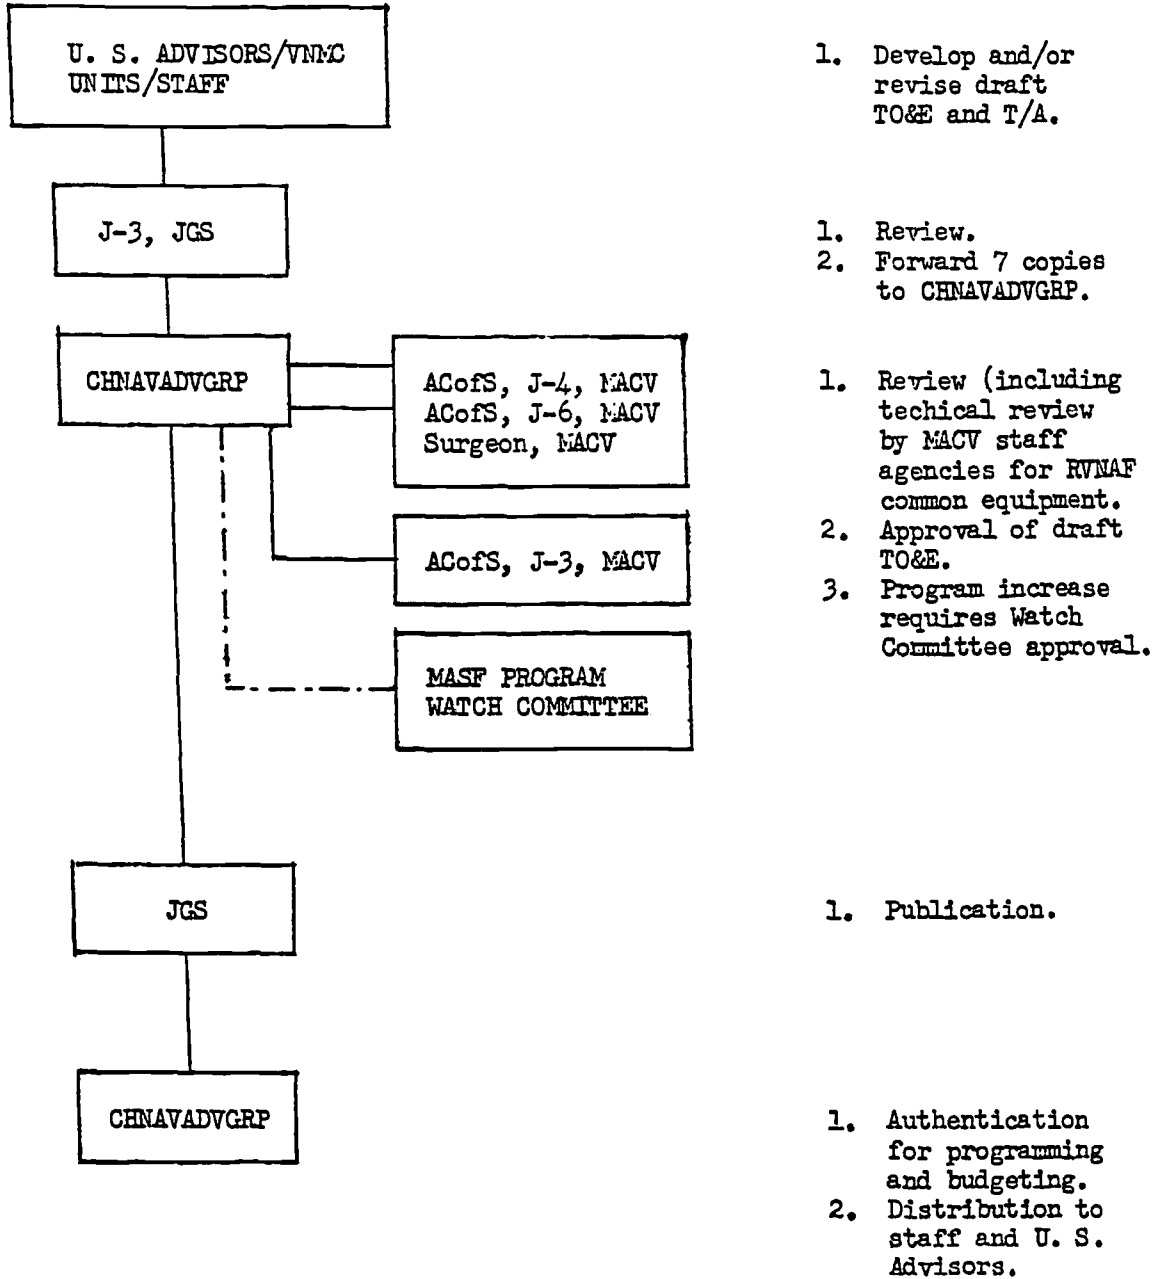 U. S. ADVISORS/VNMC
UNITS/STAFF
1. Develop and/or
revise draft
TO&E and T/A.
J-3, JGS
1. Review.
2. Forward 7 copies
to CHNAVADVGRP.
CHNAVADVGRP
ACofS, J-4, MACV
ACofS, J-6, MACV
Surgeon, MACV
ACofS, J-3, MACV
MASF PROGRAM
WATCH COMMITTEE
1. Review (including
techical review
by MACV staff
agencies for RVNAF
common equipment.
2. Approval of draft
TO&E.
3. Program increase
requires Watch
Committee approval.
JGS
1. Publication.
CHNAVADVGRP
1. Authentication
for programming
and budgeting.
2. Distribution to
staff and U. S.
Advisors.